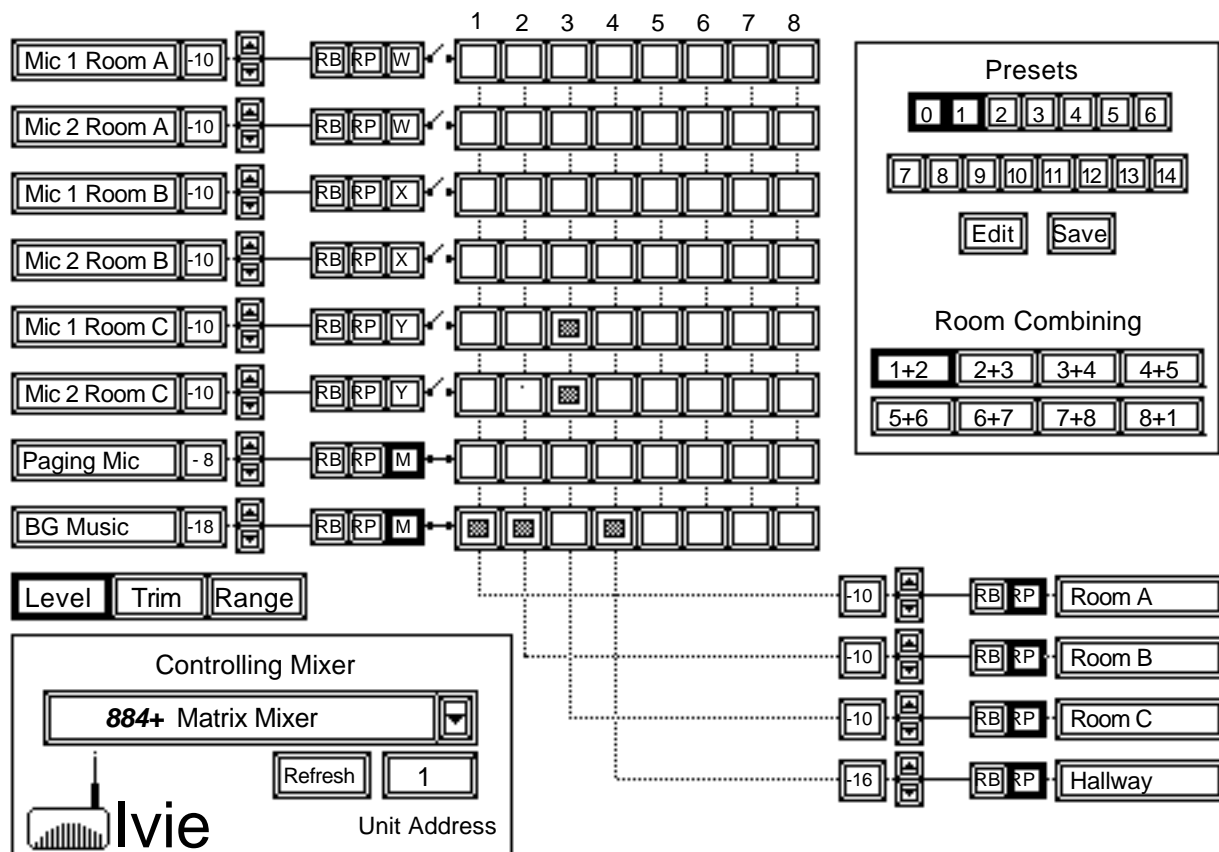 1 2 3 4 5 6 7 8
Mic 1 Room A -10 RB RP W
Mic 2 Room A -10 RB RP W
Mic 1 Room B -10 RB RP X
Mic 2 Room B -10 RB RP X
Mic 1 Room C -10 RB RP Y
Mic 2 Room C -10 RB RP Y
Paging Mic - 8 RB RP M
BG Music -18 RB RP M
Presets
0 1 2 3 4 5 6
7 8 9 10 11 12 13 14
Edit Save
Room Combining
1+2 2+3 3+4 4+5
5+6 6+7 7+8 8+1
Level Trim Range
-10 RB RP Room A
-10 RB RP Room B
-10 RB RP Room C
-16 RB RP Hallway
Controlling Mixer
884+ Matrix Mixer
Refresh 1
Ivie Unit Address